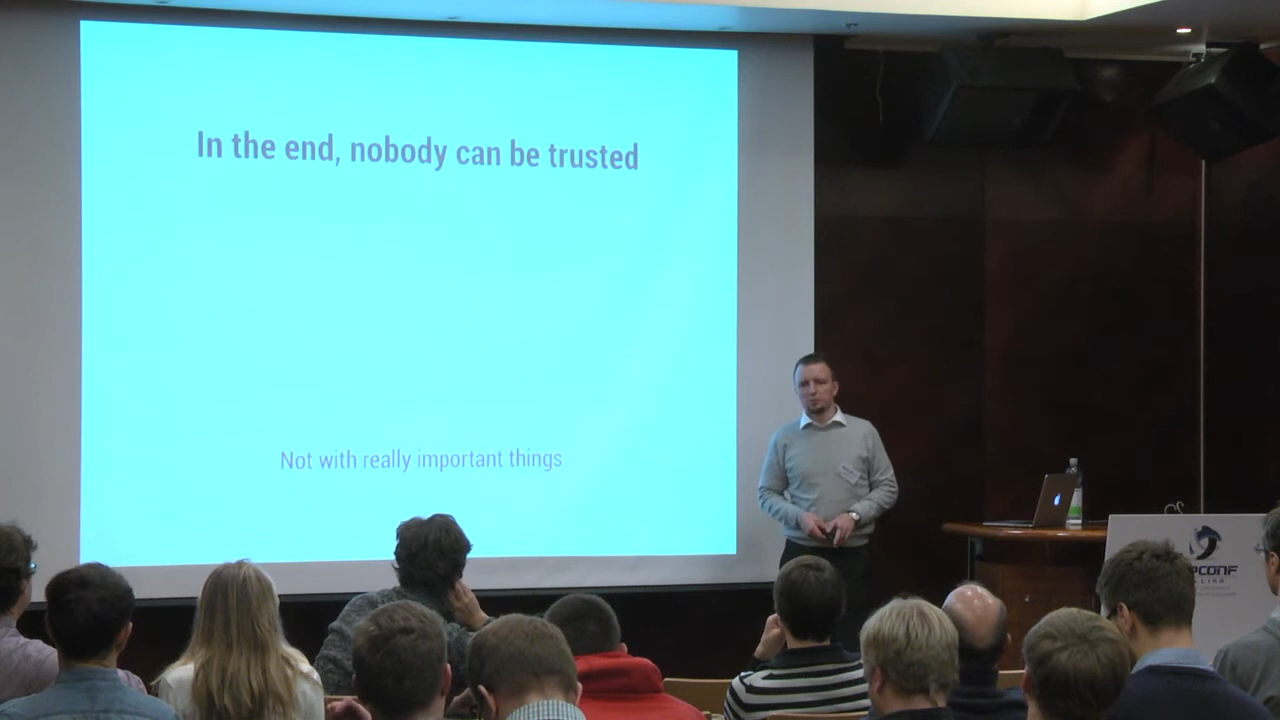 In the end, nobody can be trusted
Not with really important things